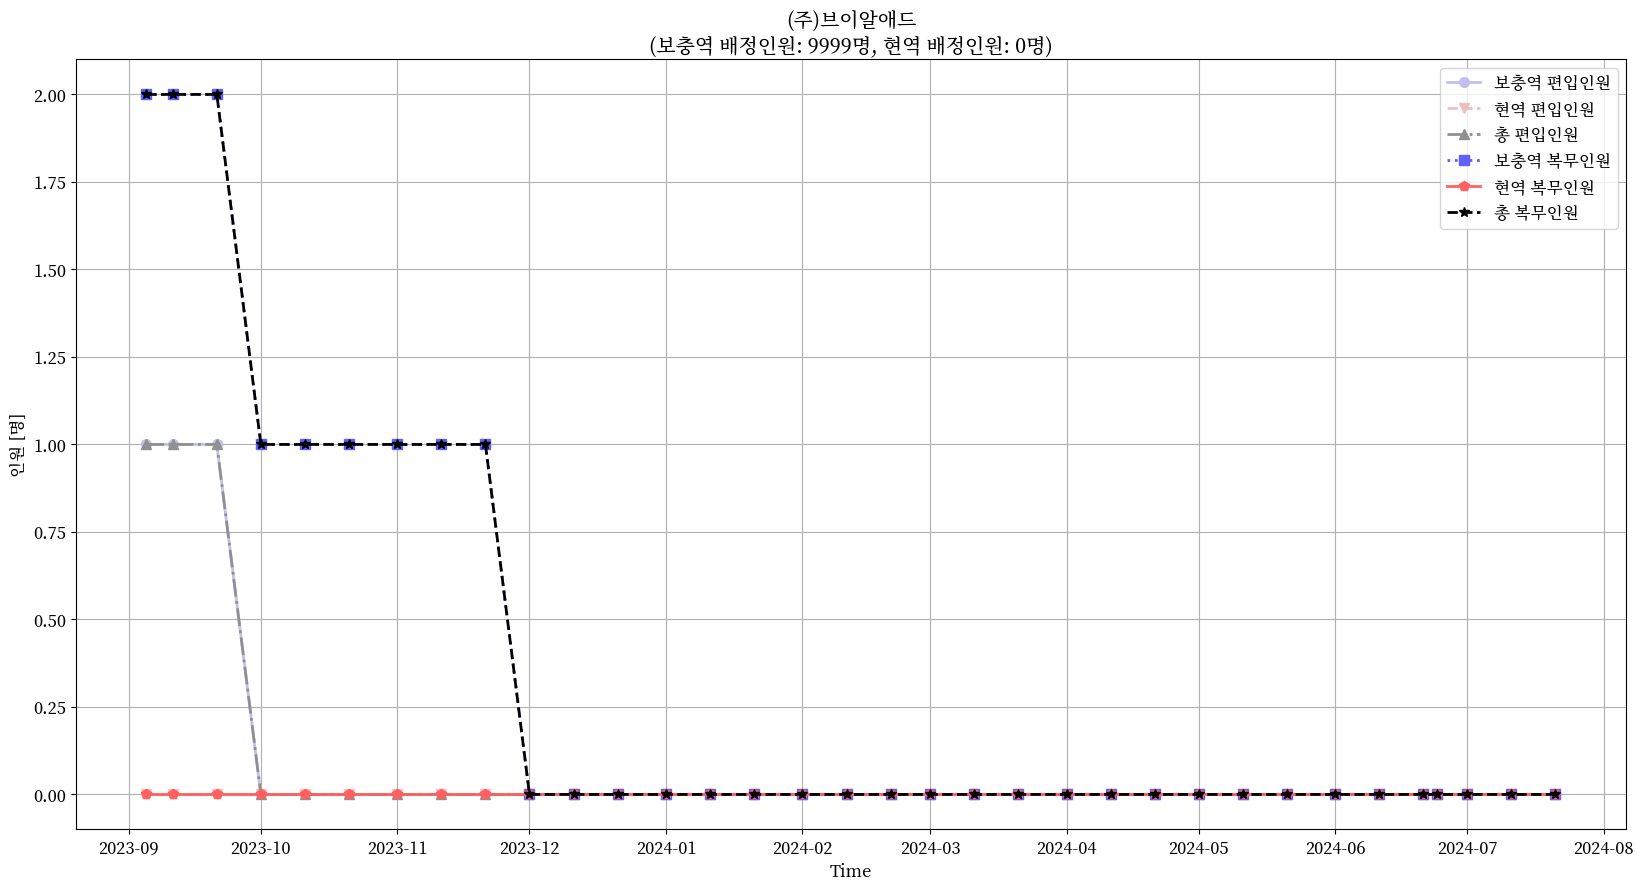 (주)브이알애드
(보충역 배정인원: 9999명, 현역 배정인원: 0명)
보충역 편입인원
현역 편입인원
총 편입인원
보충역 복무인원
현역 복무인원
총 복무인원
2.00
1.75
1.50
1.25
1.00
0.75
0.50
0.25
0.00
인원 [명]
2023-09 2023-10 2023-11 2023-12 2024-01 2024-02 2024-03 2024-04 2024-05 2024-06 2024-07 2024-08
Time